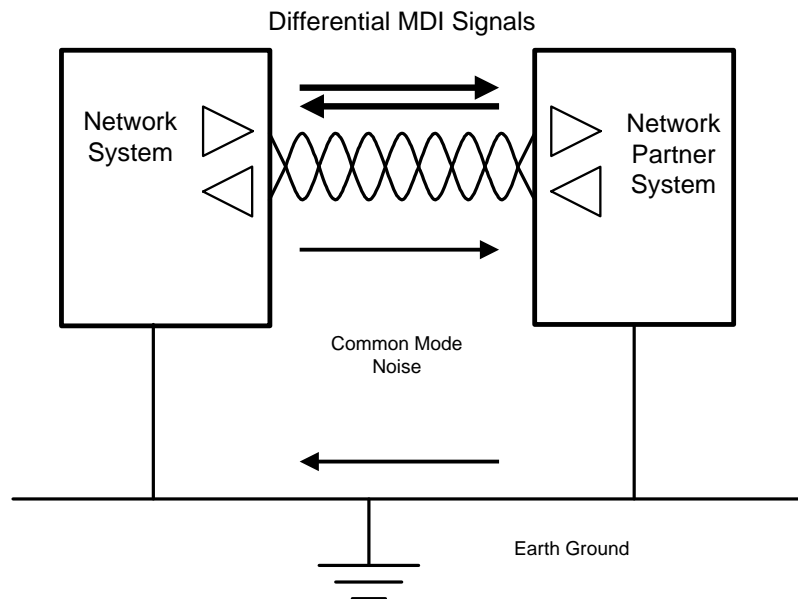 Differential MDI Signals
Network
System
Network
Partner
System
Common Mode
Noise
Earth Ground